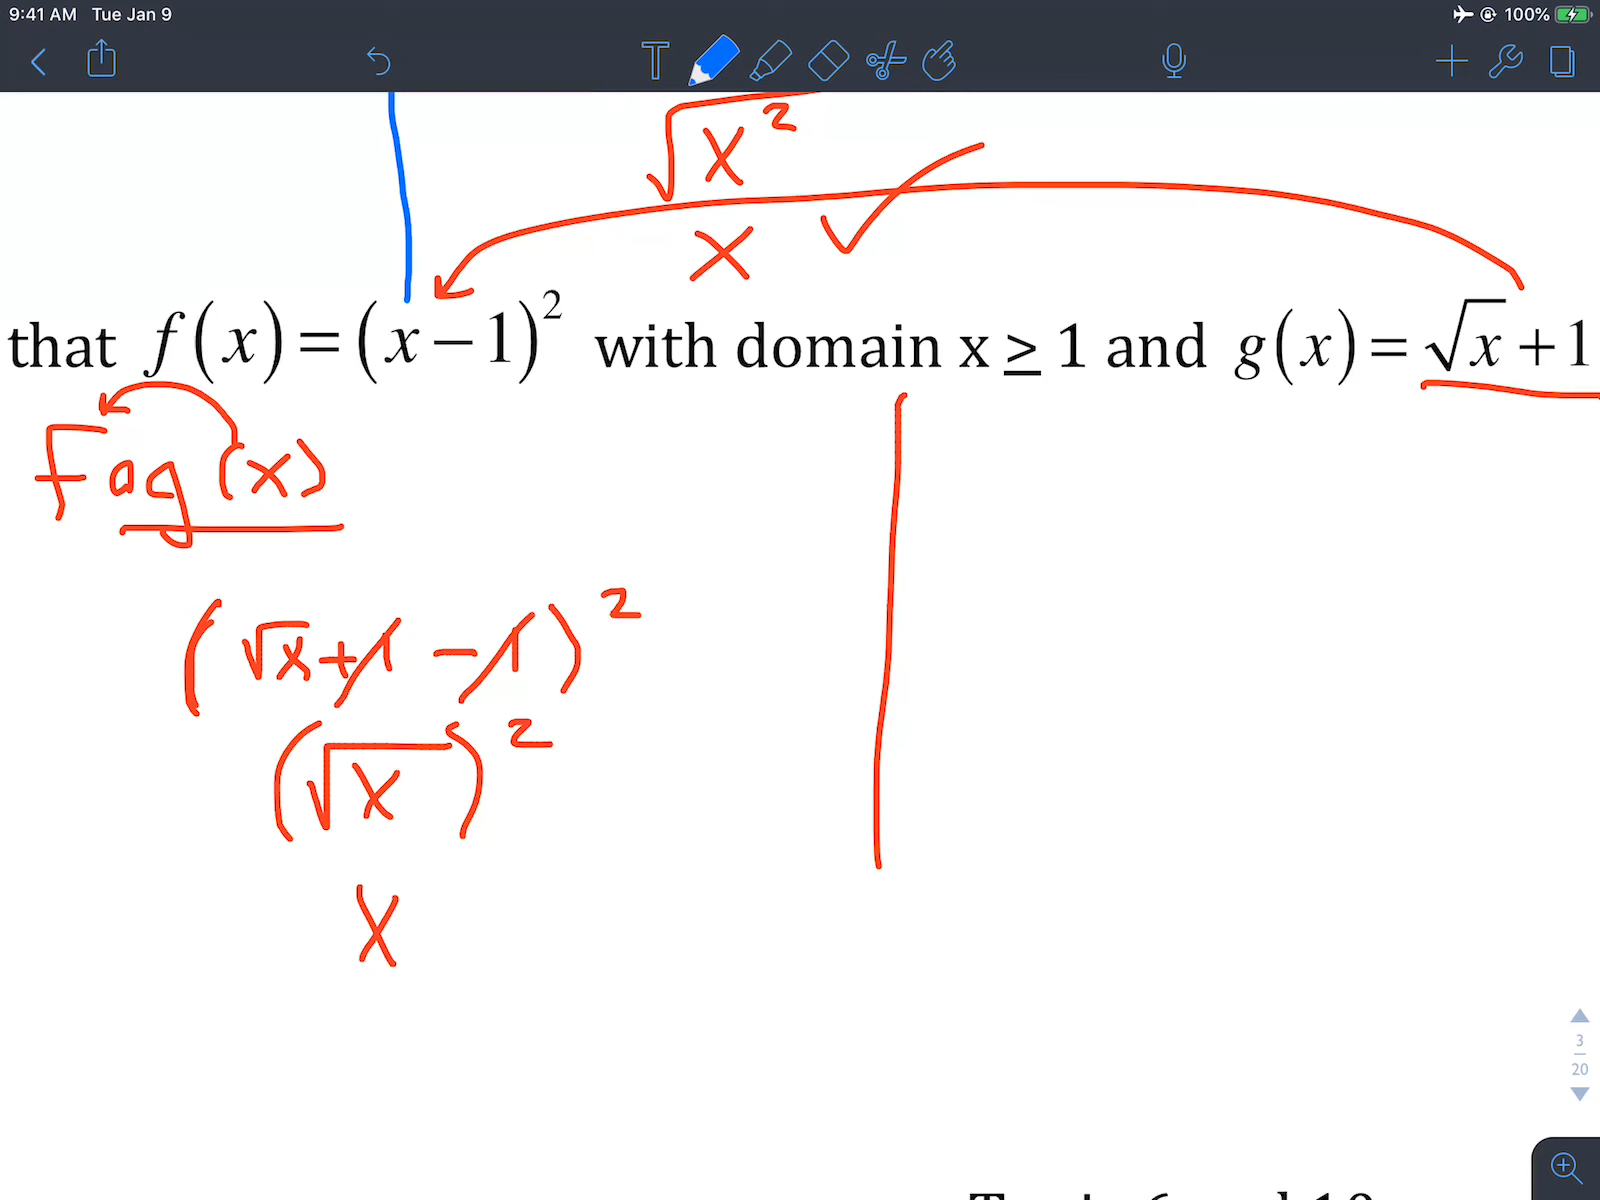 9:41 AM Tue Jan 9 100%
T
√x²
x ✓
that f(x) = (x − 1)² with domain x ≥ 1 and g(x) = √x + 1
f∘g(x)
(√x + 1 − 1)²
(√x)²
x
3
20